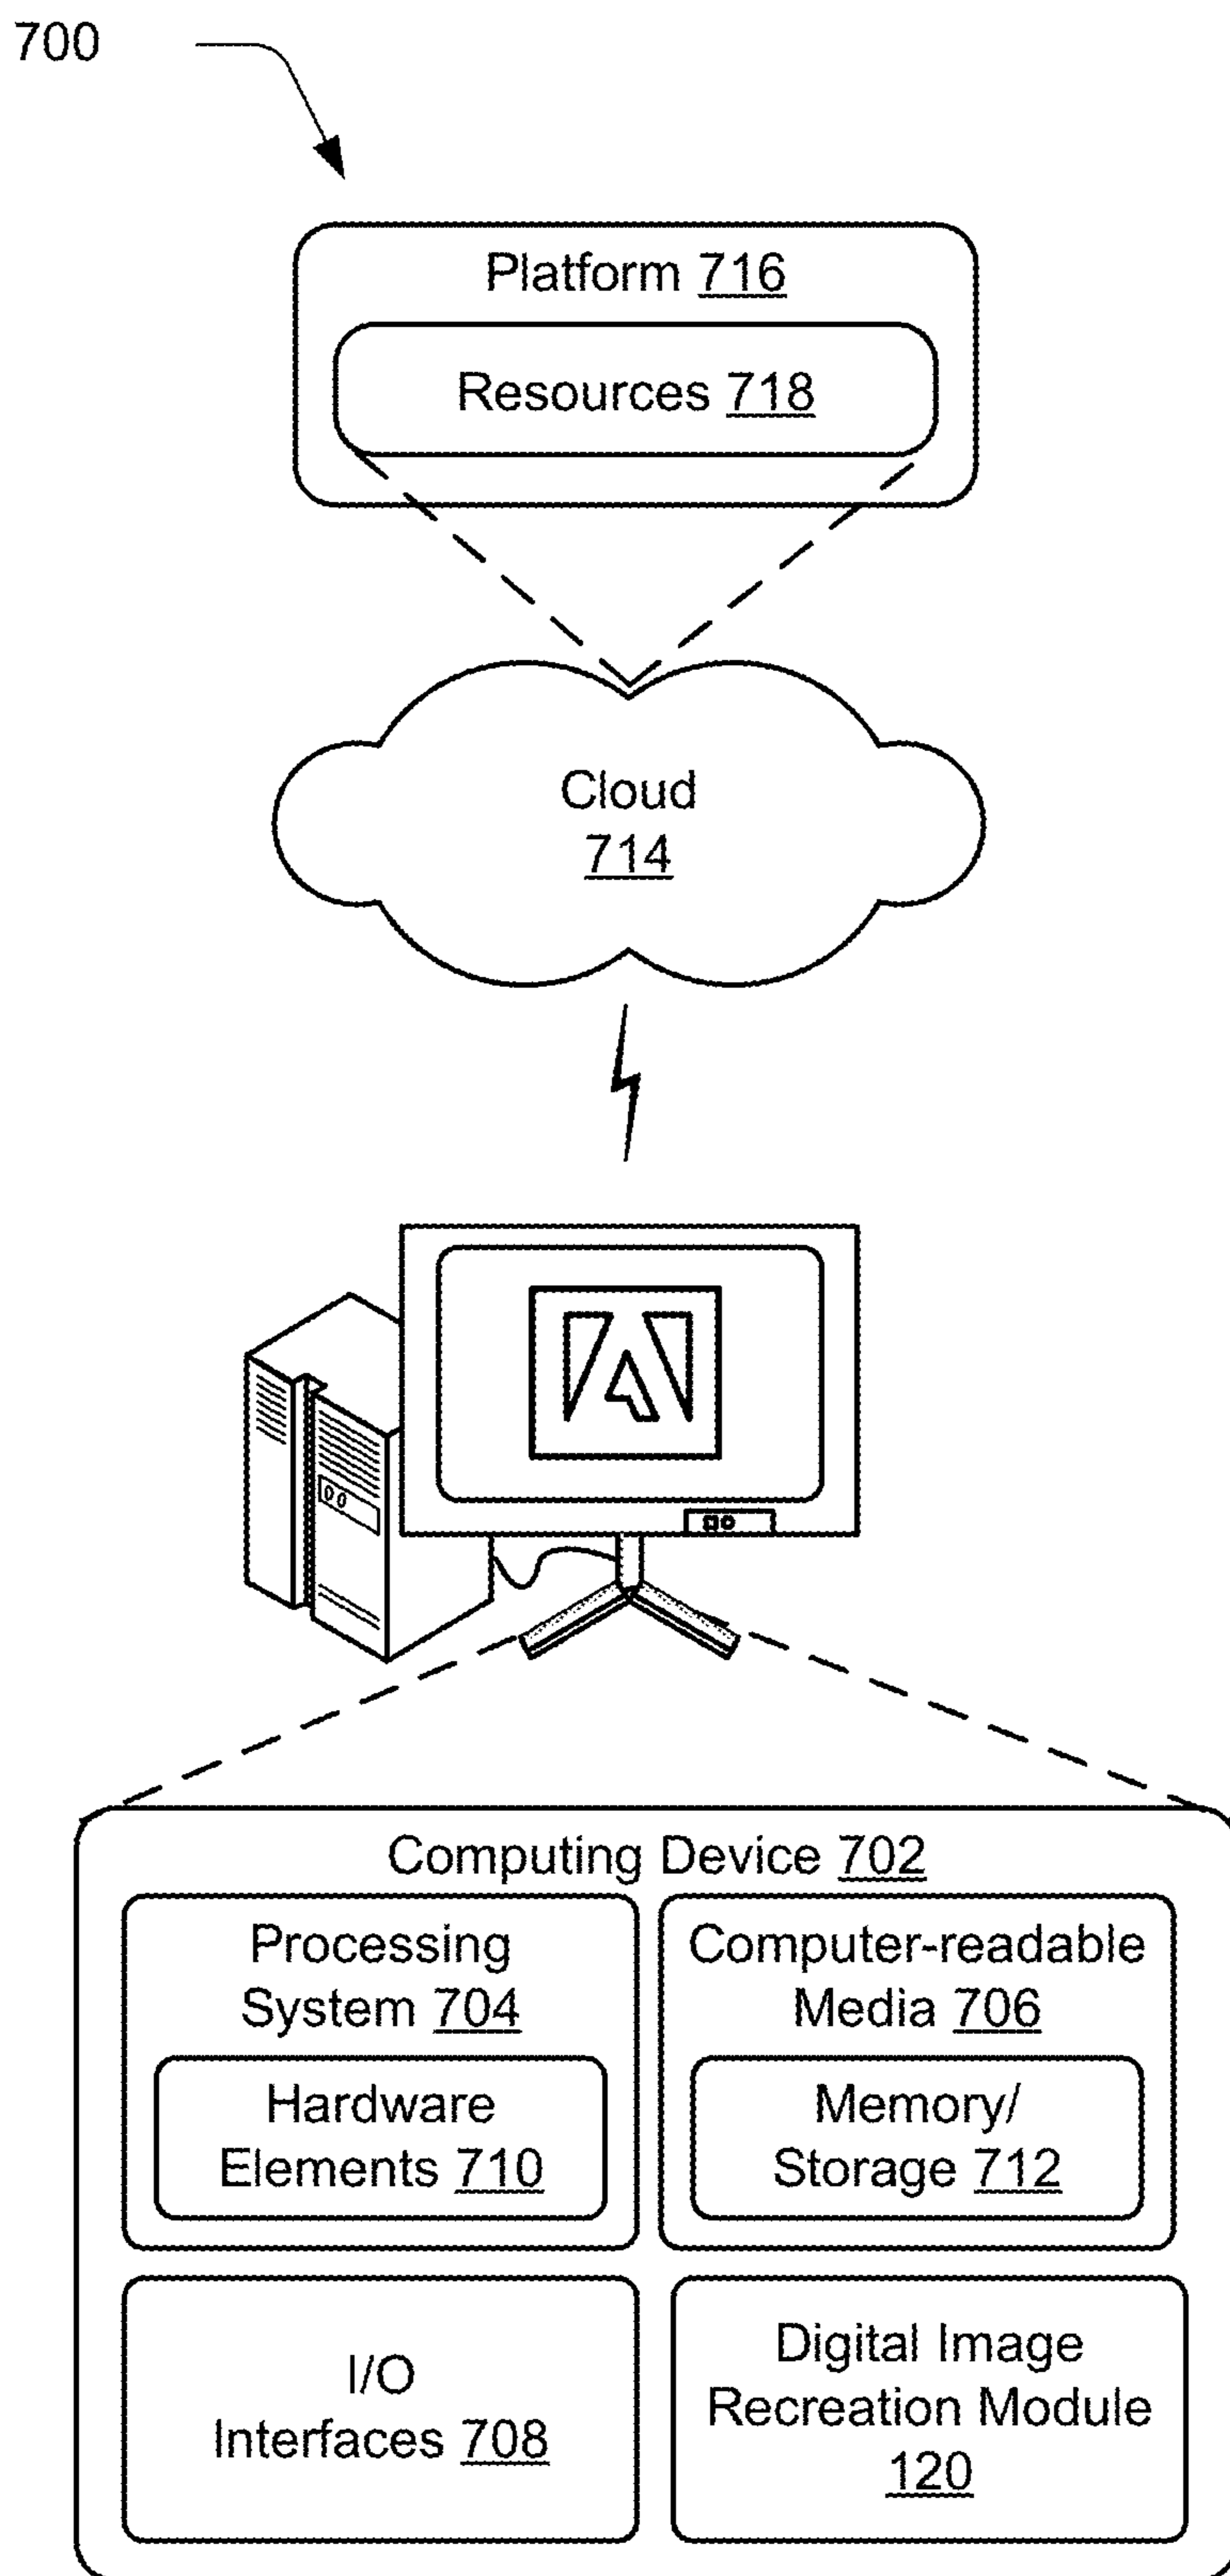 700
Platform 716
Resources 718
Cloud
714
Computing Device 702
Processing
System 704
Hardware
Elements 710
Computer-readable
Media 706
Memory/
Storage 712
I/O
Interfaces 708
Digital Image
Recreation Module
120